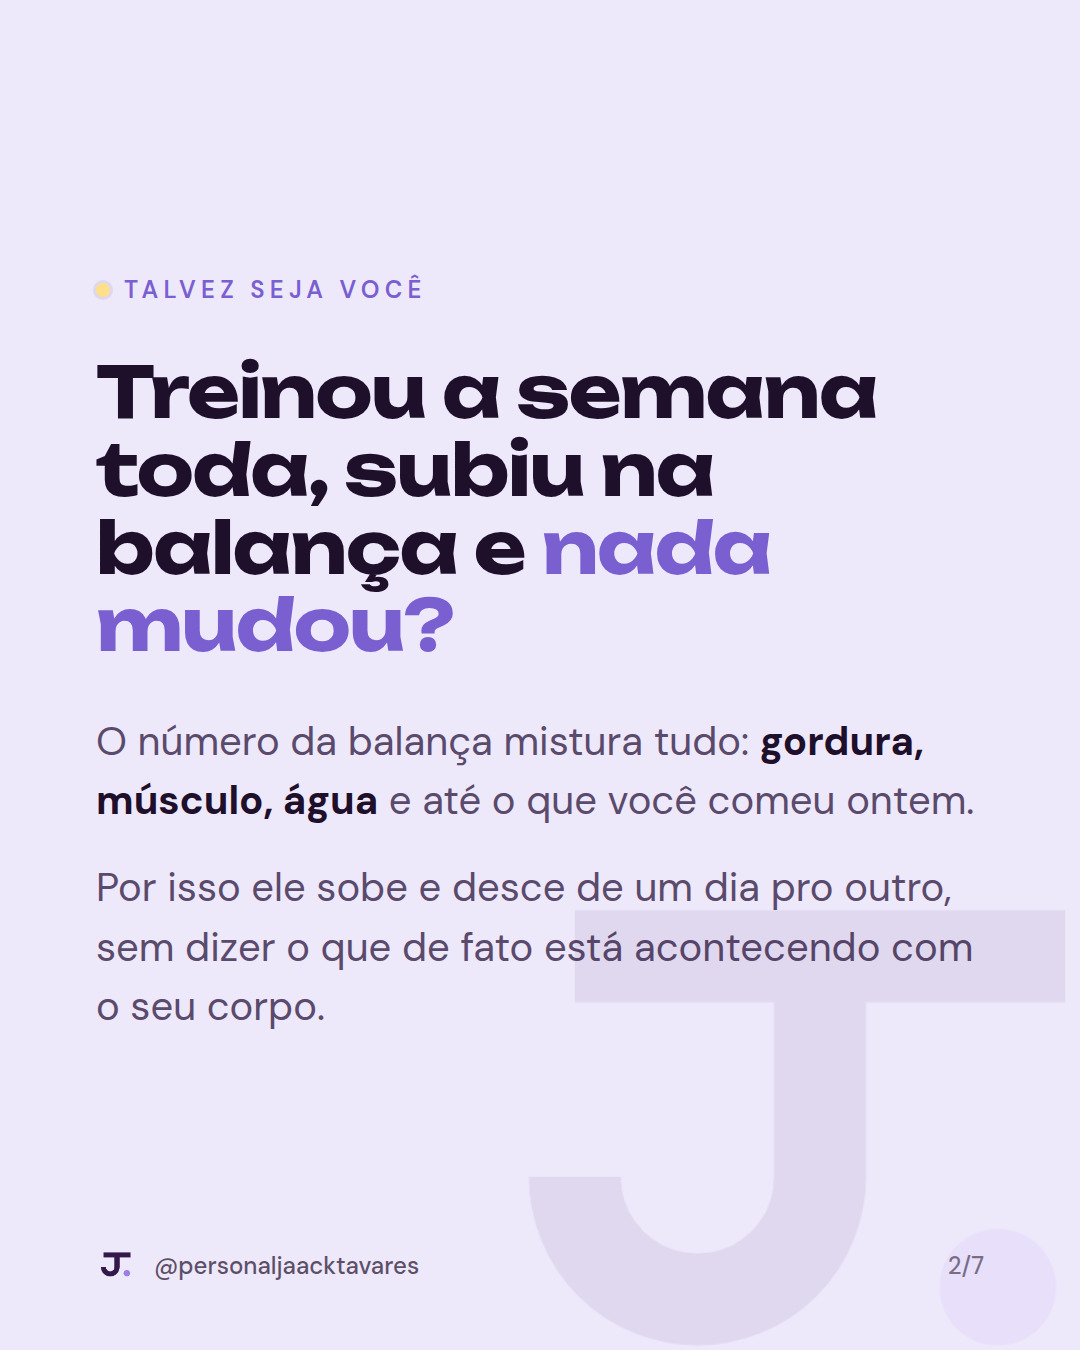 TALVEZ SEJA VOCÊ
Treinou a semana
toda, subiu na
balança e nada
mudou?
O número da balança mistura tudo: gordura,
músculo, água e até o que você comeu ontem.
Por isso ele sobe e desce de um dia pro outro,
sem dizer o que de fato está acontecendo com
o seu corpo.
J. @personaljaacktavares
2/7